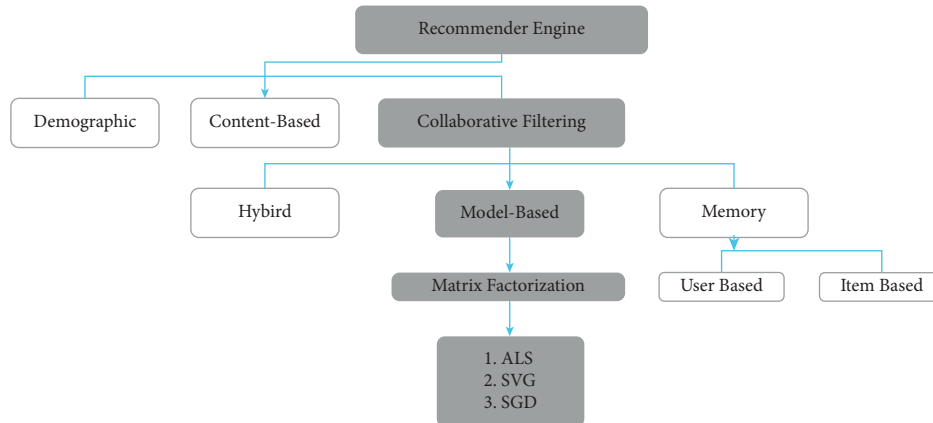 Recommender Engine
Demographic
Content-Based
Collaborative Filtering
Hybird
Model-Based
Memory
Matrix Factorization
User Based
Item Based
1. ALS
2. SVG
3. SGD